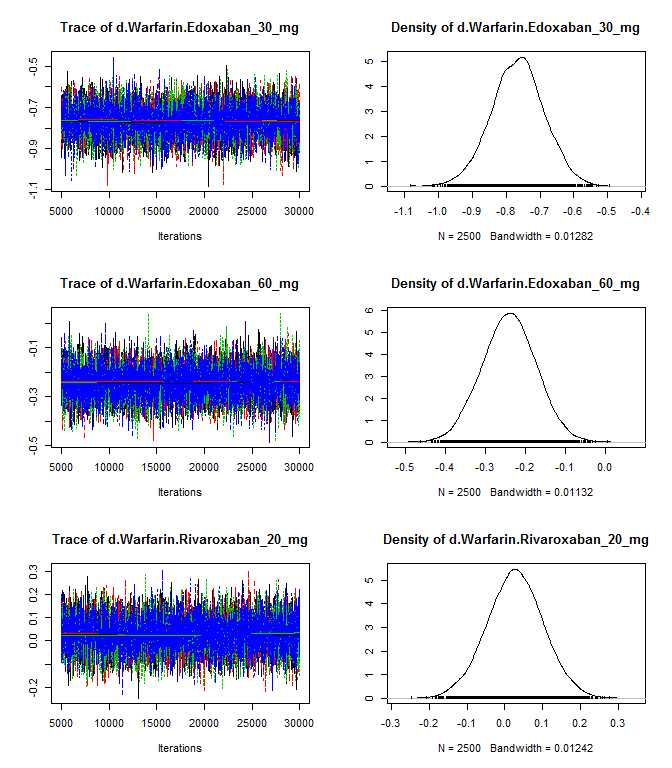 Trace of d.Warfarin.Edoxaban_30_mg
-0.5
-0.7
-0.9
-1.1
5000 10000 15000 20000 25000 30000
Iterations
Density of d.Warfarin.Edoxaban_30_mg
5
4
3
2
1
0
-1.1 -1.0 -0.9 -0.8 -0.7 -0.6 -0.5 -0.4
N = 2500 Bandwidth = 0.01282
Trace of d.Warfarin.Edoxaban_60_mg
-0.1
-0.3
-0.5
5000 10000 15000 20000 25000 30000
Iterations
Density of d.Warfarin.Edoxaban_60_mg
6
5
4
3
2
1
0
-0.5 -0.4 -0.3 -0.2 -0.1 0.0
N = 2500 Bandwidth = 0.01132
Trace of d.Warfarin.Rivaroxaban_20_mg
0.3
0.2
0.1
0.0
-0.2
5000 10000 15000 20000 25000 30000
Iterations
Density of d.Warfarin.Rivaroxaban_20_mg
5
4
3
2
1
0
-0.3 -0.2 -0.1 0.0 0.1 0.2 0.3
N = 2500 Bandwidth = 0.01242